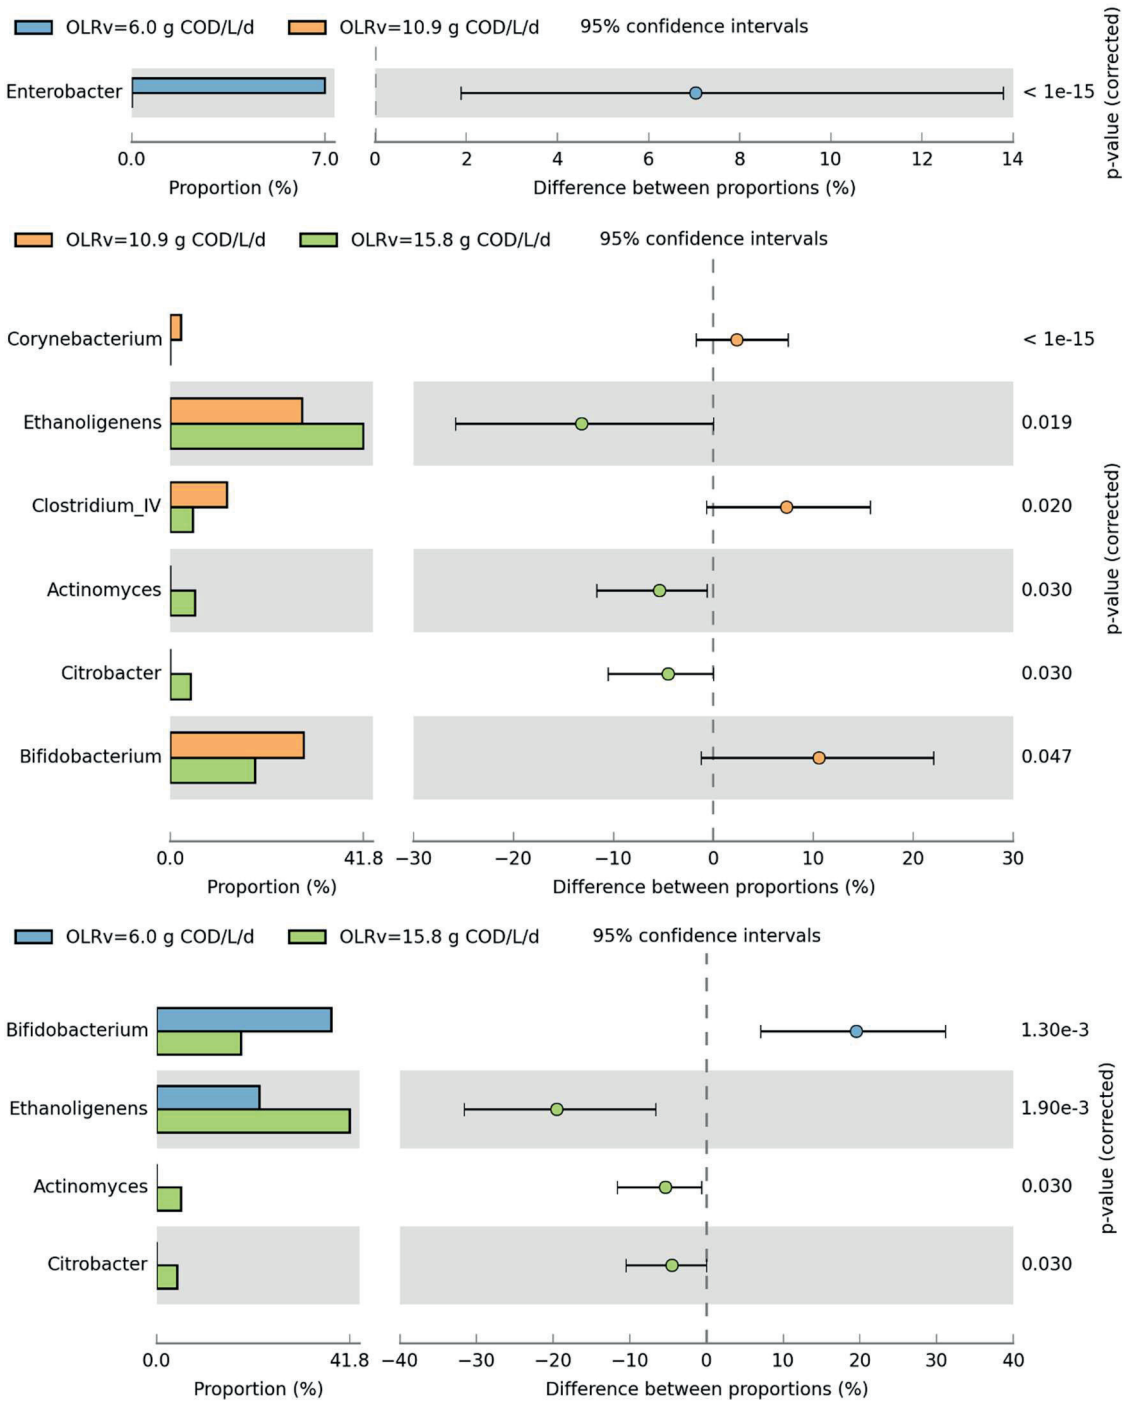 OLRv=6.0 g COD/L/d OLRv=10.9 g COD/L/d 95% confidence intervals
Enterobacter < 1e-15
0.0 7.0 0 2 4 6 8 10 12 14
Proportion (%) Difference between proportions (%)
p-value (corrected)
OLRv=10.9 g COD/L/d OLRv=15.8 g COD/L/d 95% confidence intervals
Corynebacterium < 1e-15
Ethanoligenens 0.019
Clostridium_IV 0.020
Actinomyces 0.030
Citrobacter 0.030
Bifidobacterium 0.047
0.0 41.8 −30 −20 −10 0 10 20 30
Proportion (%) Difference between proportions (%)
p-value (corrected)
OLRv=6.0 g COD/L/d OLRv=15.8 g COD/L/d 95% confidence intervals
Bifidobacterium 1.30e-3
Ethanoligenens 1.90e-3
Actinomyces 0.030
Citrobacter 0.030
0.0 41.8 −40 −30 −20 −10 0 10 20 30 40
Proportion (%) Difference between proportions (%)
p-value (corrected)